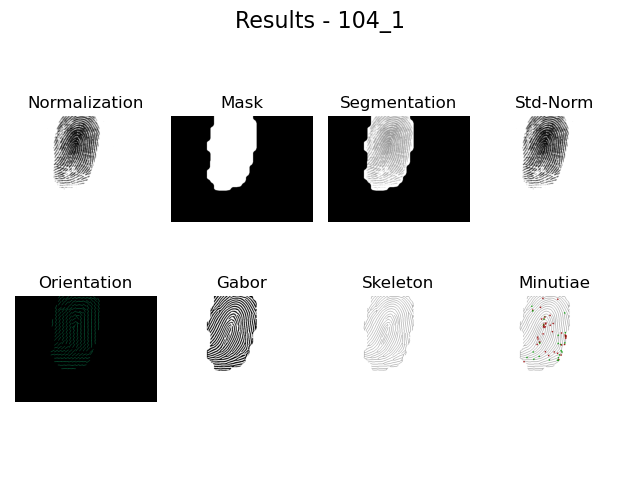 Results - 104_1
Normalization
Mask
Segmentation
Std-Norm
Orientation
Gabor
Skeleton
Minutiae